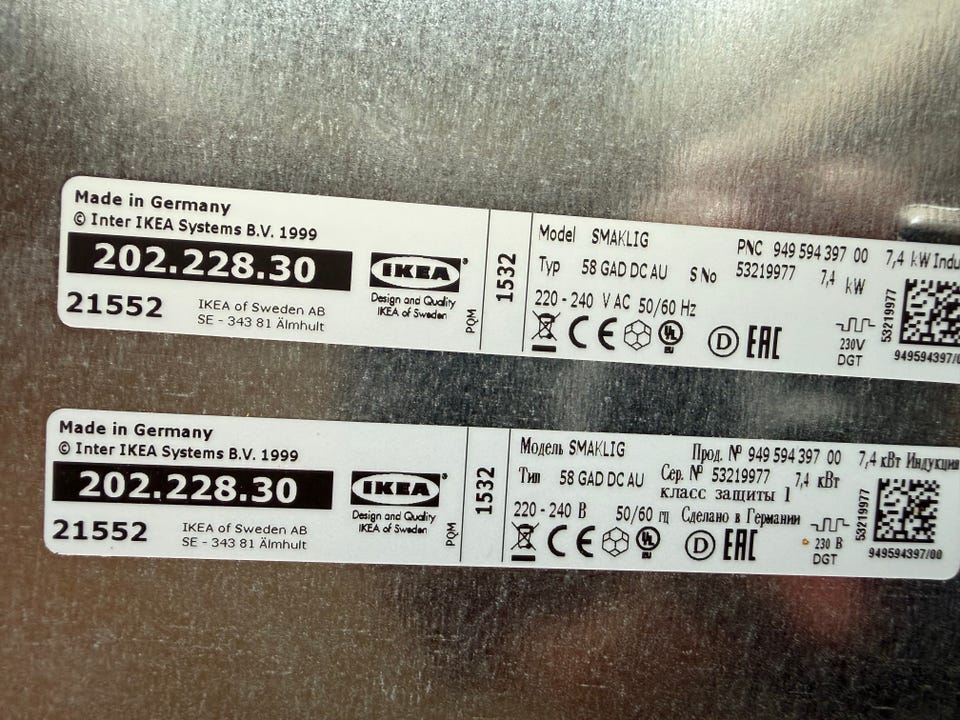 Made in Germany
© Inter IKEA Systems B.V. 1999
202.228.30
21552
IKEA of Sweden AB
SE - 343 81 Älmhult
IKEA
®
Design and Quality
IKEA of Sweden
PQM
1532
Model SMAKLIG PNC 949 594 397 00 7,4 kW Indu
Typ 58 GAD DC AU S No 53219977 7,4 kW
220 - 240 V AC 50/60 Hz
CE UL D EAC
230V
DGT
53219977
949594397/0
Made in Germany
© Inter IKEA Systems B.V. 1999
202.228.30
21552
IKEA of Sweden AB
SE - 343 81 Älmhult
IKEA
®
Design and Quality
IKEA of Sweden
PQM
1532
Модель SMAKLIG Прод. № 949 594 397 00 7,4 кВт Индукция
Тип 58 GAD DC AU Сер. № 53219977 7,4 кВт
класс защиты 1
220 - 240 В 50/60 гц Сделано в Германии
CE UL D EAC
230 В
DGT
53219977
949594397/00